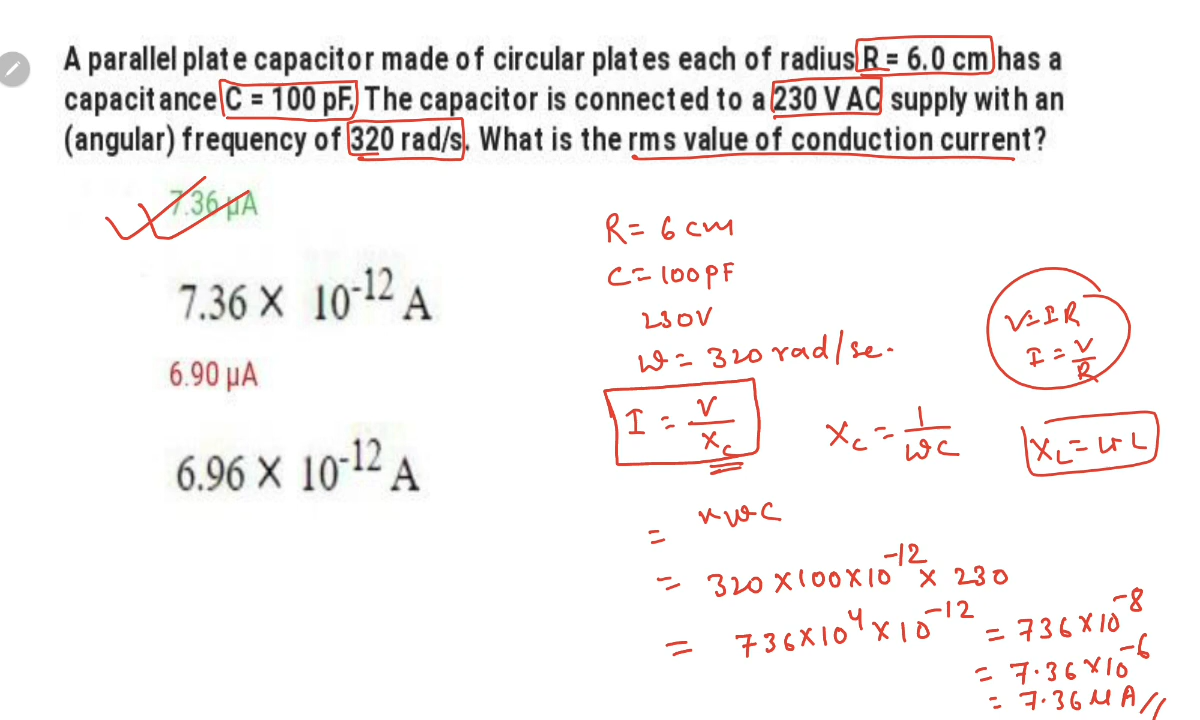 A parallel plate capacitor made of circular plates each of radius R = 6.0 cm has a
capacitance C = 100 pF. The capacitor is connected to a 230 V AC supply with an
(angular) frequency of 320 rad/s. What is the rms value of conduction current?
7.36 μA
7.36 × 10⁻¹² A
6.90 μA
6.96 × 10⁻¹² A
R = 6 cm
C = 100 PF
230V
ω = 320 rad/se.
I = V/Xc
= vωc
= 320 × 100 × 10⁻¹² × 230
= 736 × 10⁴ × 10⁻¹² = 736 × 10⁻⁸
= 7.36 × 10⁻⁶
= 7.36 μA //
V = IR
I = V/R
Xc = 1/ωC
X_L = ωL